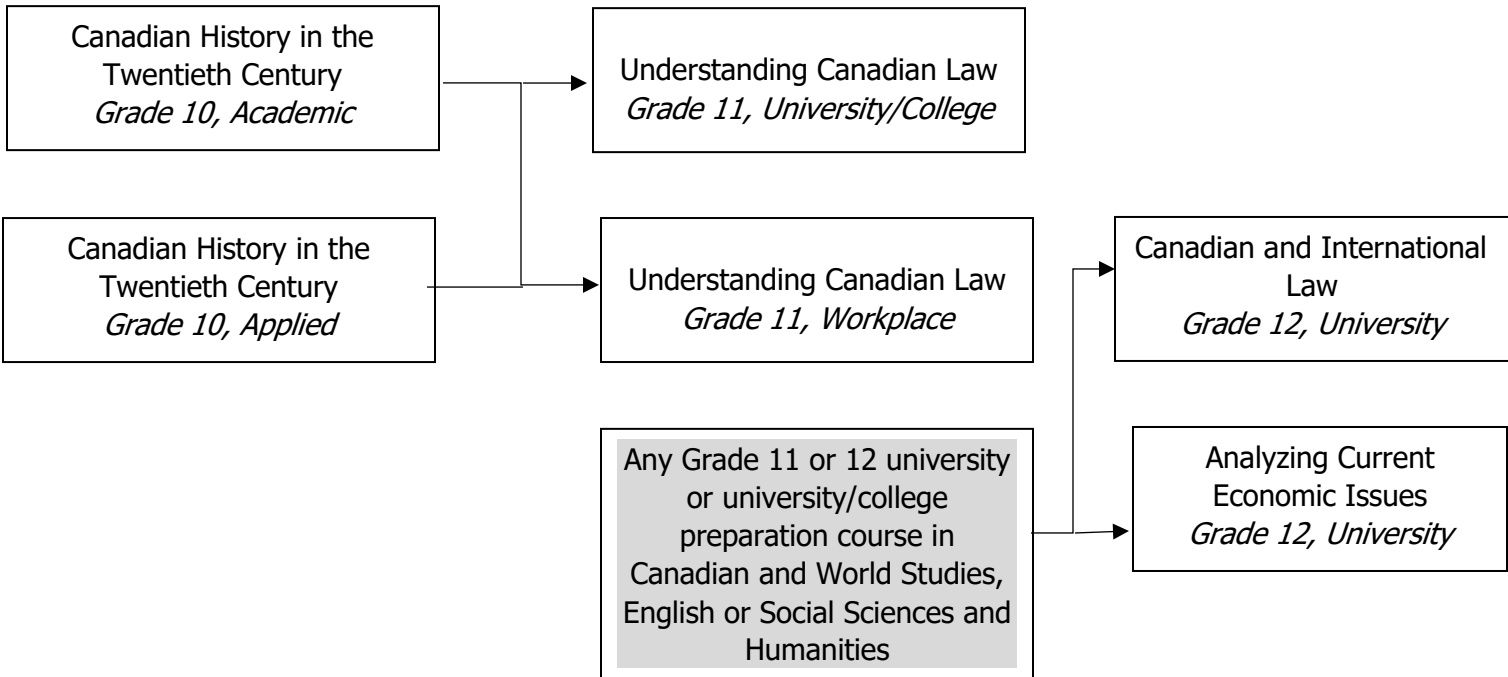 Canadian History in the
Twentieth Century
Grade 10, Academic
Understanding Canadian Law
Grade 11, University/College
Canadian History in the
Twentieth Century
Grade 10, Applied
Understanding Canadian Law
Grade 11, Workplace
Canadian and International
Law
Grade 12, University
Any Grade 11 or 12 university
or university/college
preparation course in
Canadian and World Studies,
English or Social Sciences and
Humanities
Analyzing Current
Economic Issues
Grade 12, University